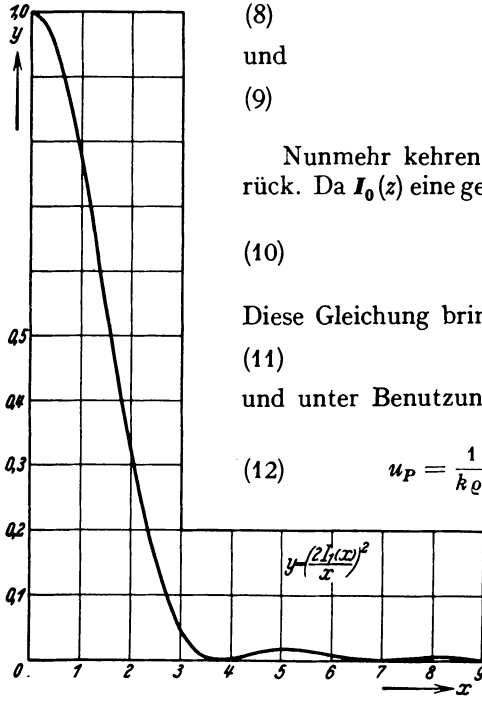 (8)
und
(9)
Nunmehr kehren
rück. Da I₀(z) eine ge
(10)
Diese Gleichung brin
(11)
und unter Benutzun
(12) u_P = 1/kϱ
1,0
y
0,5
0,4
0,3
0,2
0,1
y=(2I₁(x)/x)²
0 1 2 3 4 5 6 7 8 9
x